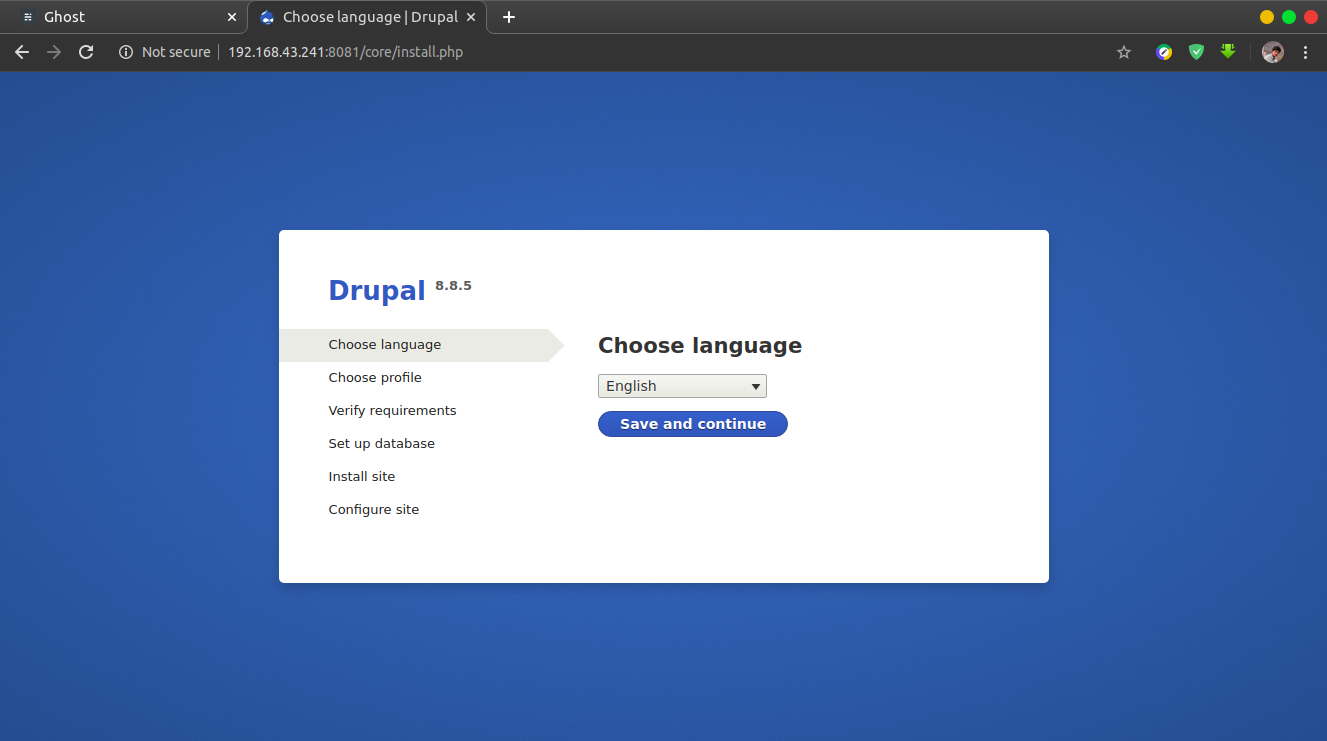 Ghost
Choose language | Drupal
Not secure
192.168.43.241:8081/core/install.php
Drupal 8.8.5
Choose language
Choose profile
Verify requirements
Set up database
Install site
Configure site
Choose language
English
Save and continue